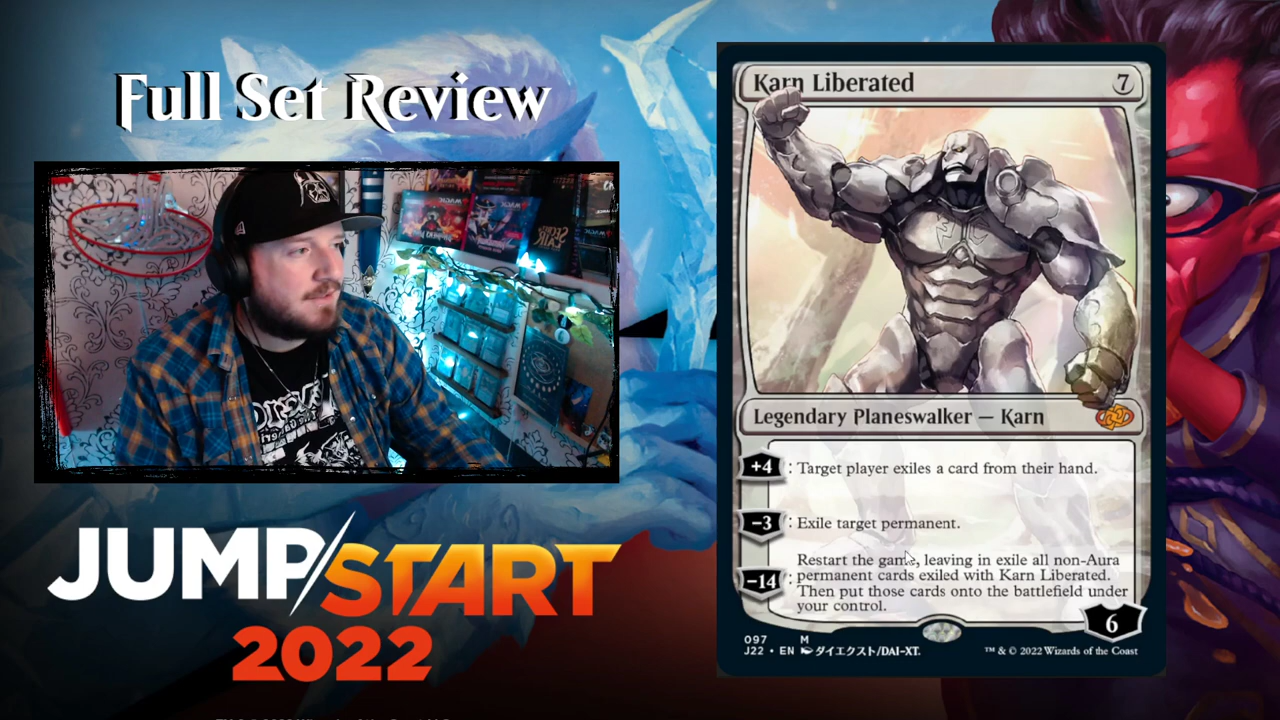 Full Set Review
JUMP/START
2022
Karn Liberated 7
Legendary Planeswalker — Karn
+4 : Target player exiles a card from their hand.
−3 : Exile target permanent.
Restart the game, leaving in exile all non-Aura
−14 : permanent cards exiled with Karn Liberated.
Then put those cards onto the battlefield under
your control.
6
097 M
J22 • EN ダイエクスト/DAI-XT.
™ & © 2022 Wizards of the Coast